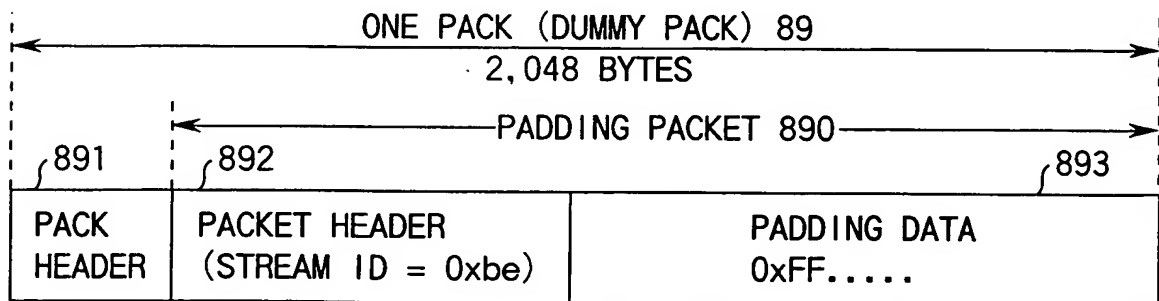 ONE PACK (DUMMY PACK) 89
2,048 BYTES
PADDING PACKET 890
891
892
893
PACK
HEADER
PACKET HEADER
(STREAM ID = 0xbe)
PADDING DATA
0xFF.....